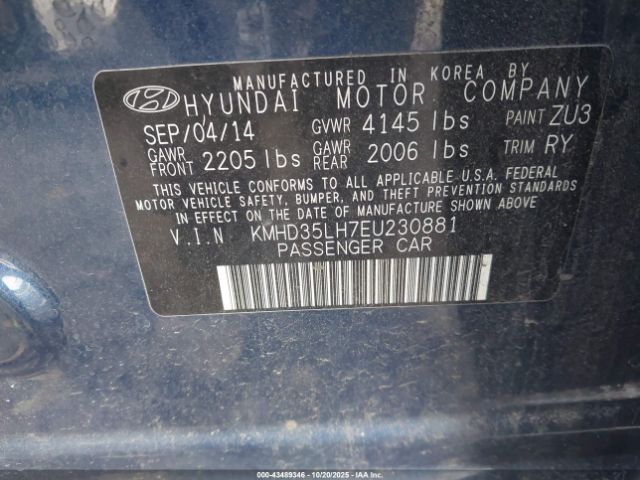 MANUFACTURED IN KOREA BY
HYUNDAI MOTOR COMPANY
SEP/04/14 GVWR 4145 lbs PAINT ZU3
GAWR FRONT 2205 lbs GAWR REAR 2006 lbs TRIM RY
THIS VEHICLE CONFORMS TO ALL APPLICABLE U.S.A. FEDERAL
MOTOR VEHICLE SAFETY, BUMPER, AND THEFT PREVENTION STANDARDS
IN EFFECT ON THE DATE OF MANUFACTURE SHOWN ABOVE
V.I.N KMHD35LH7EU230881
PASSENGER CAR
000-43489346 - 10/20/2025 - www.iaai.com